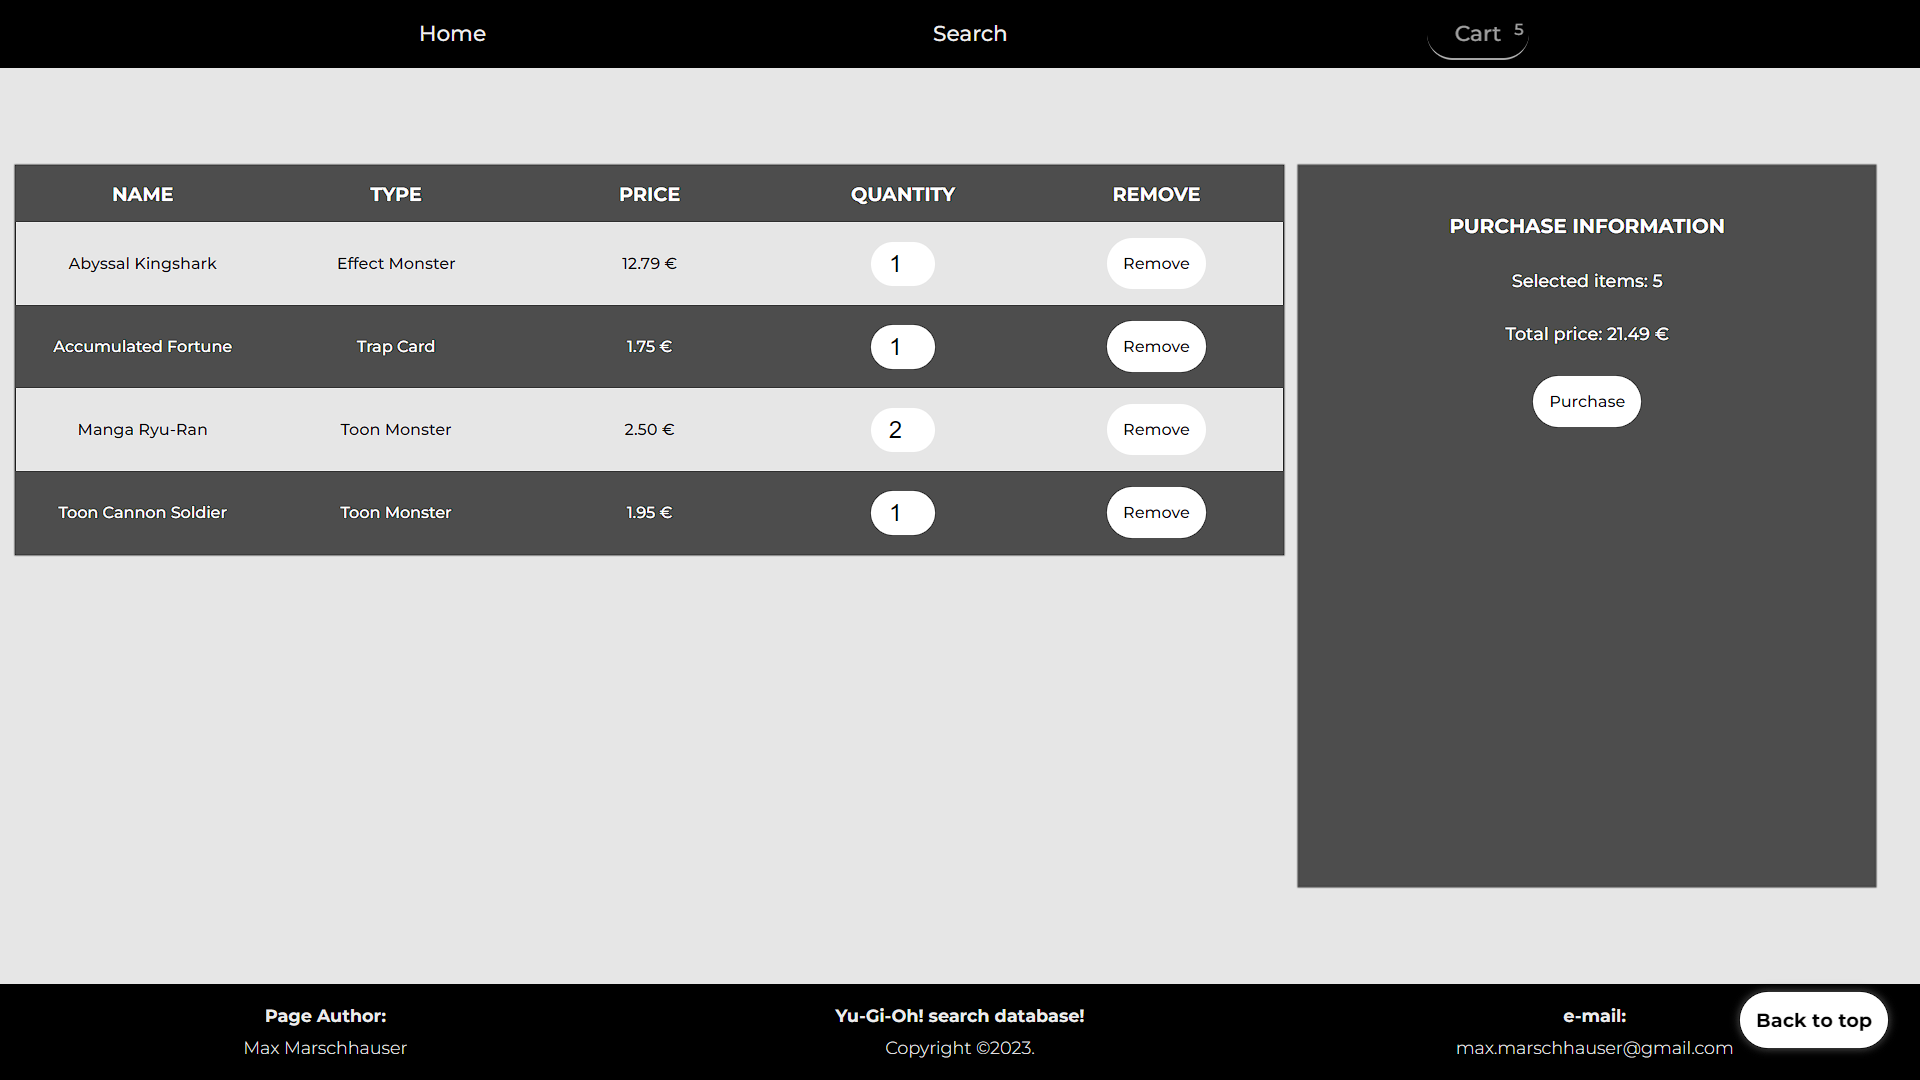 Home Search Cart 5
NAME TYPE PRICE QUANTITY REMOVE
Abyssal Kingshark Effect Monster 12.79 € 1 Remove
Accumulated Fortune Trap Card 1.75 € 1 Remove
Manga Ryu-Ran Toon Monster 2.50 € 2 Remove
Toon Cannon Soldier Toon Monster 1.95 € 1 Remove
PURCHASE INFORMATION
Selected items: 5
Total price: 21.49 €
Purchase
Page Author:
Max Marschhauser
Yu-Gi-Oh! search database!
Copyright ©2023.
e-mail:
max.marschhauser@gmail.com
Back to top